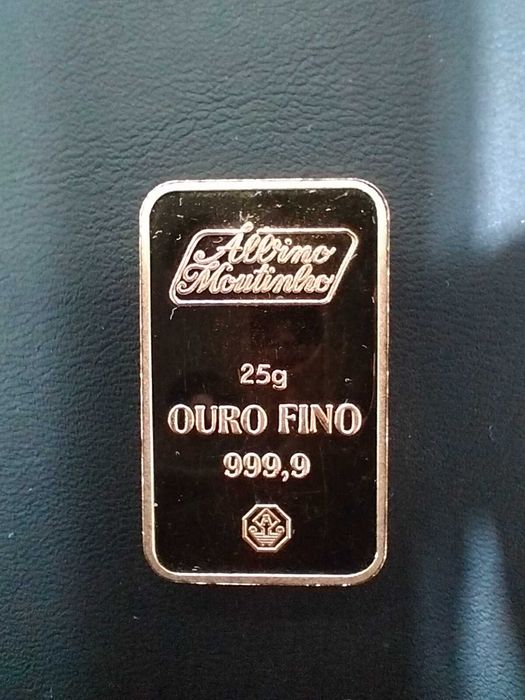 Albino
Moutinho
25g
OURO FINO
999,9
A